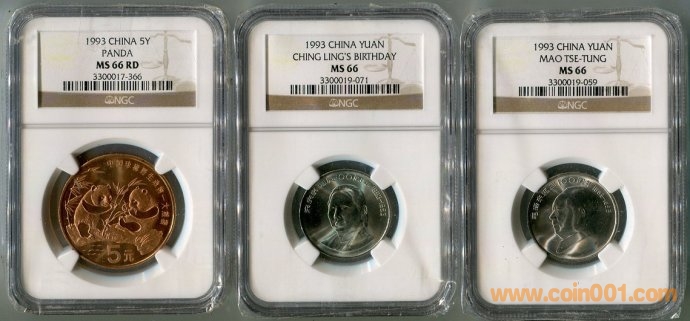 1993 CHINA 5Y
PANDA
MS 66 RD
3300017-366
NGC
5元
1993 CHINA YUAN
CHING LING'S BIRTHDAY
MS 66
3300019-071
NGC
1993 CHINA YUAN
MAO TSE-TUNG
MS 66
3300019-059
NGC
www.coin001.com